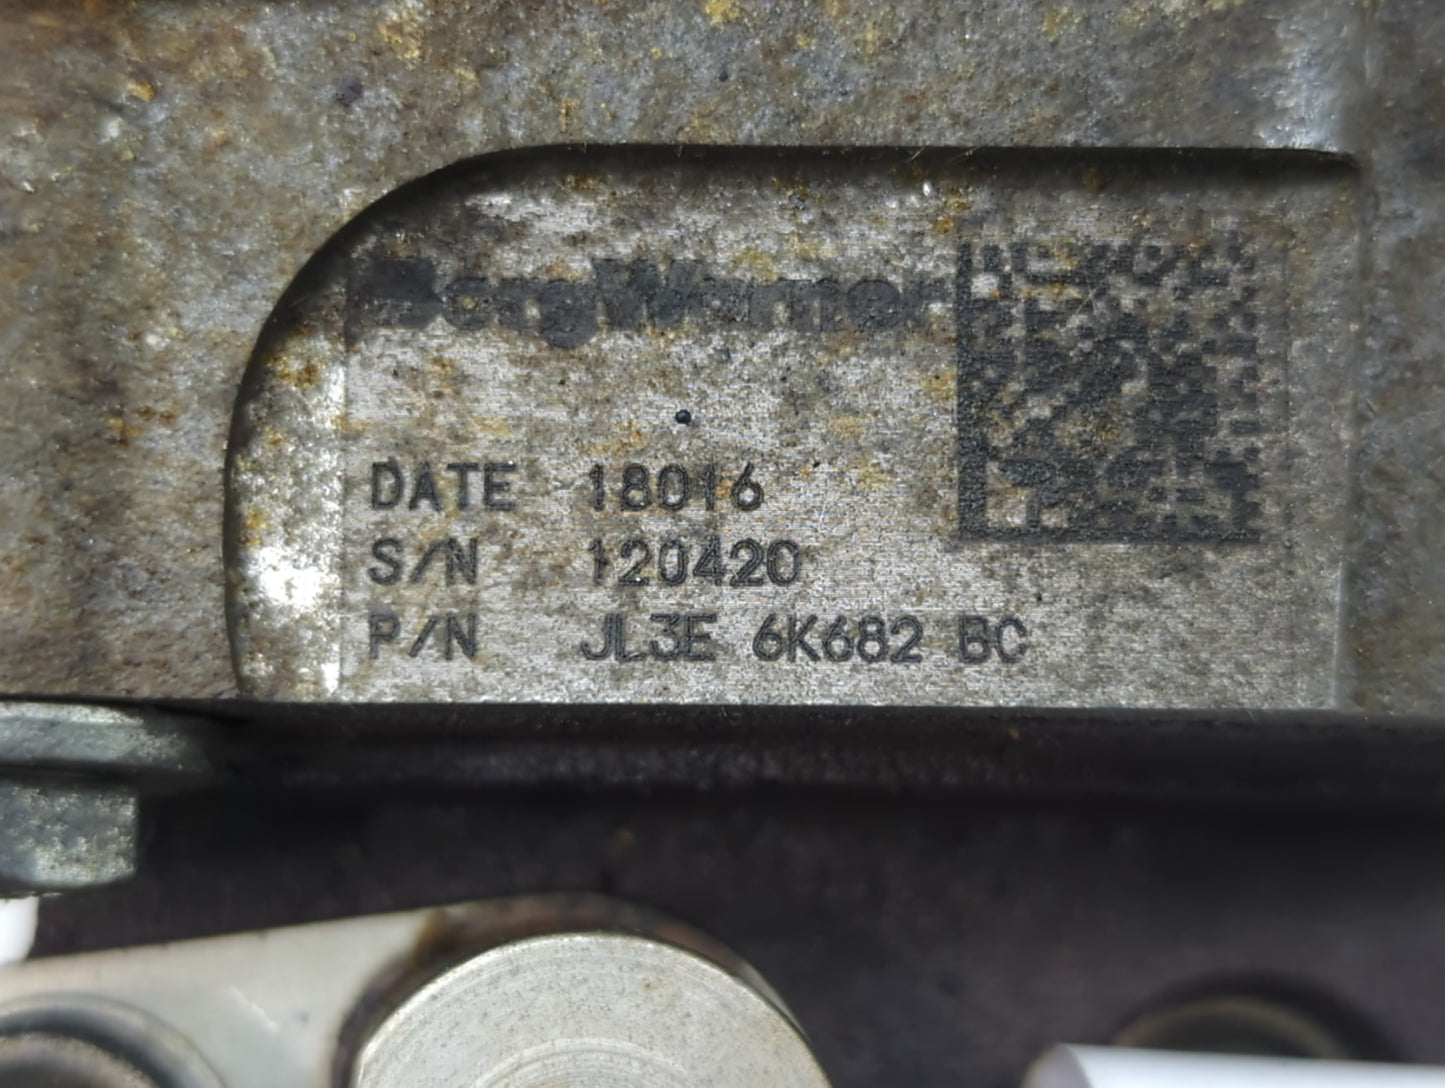 BorgWarner
DATE 18016
S/N 120420
P/N JL3E 6K682 BC